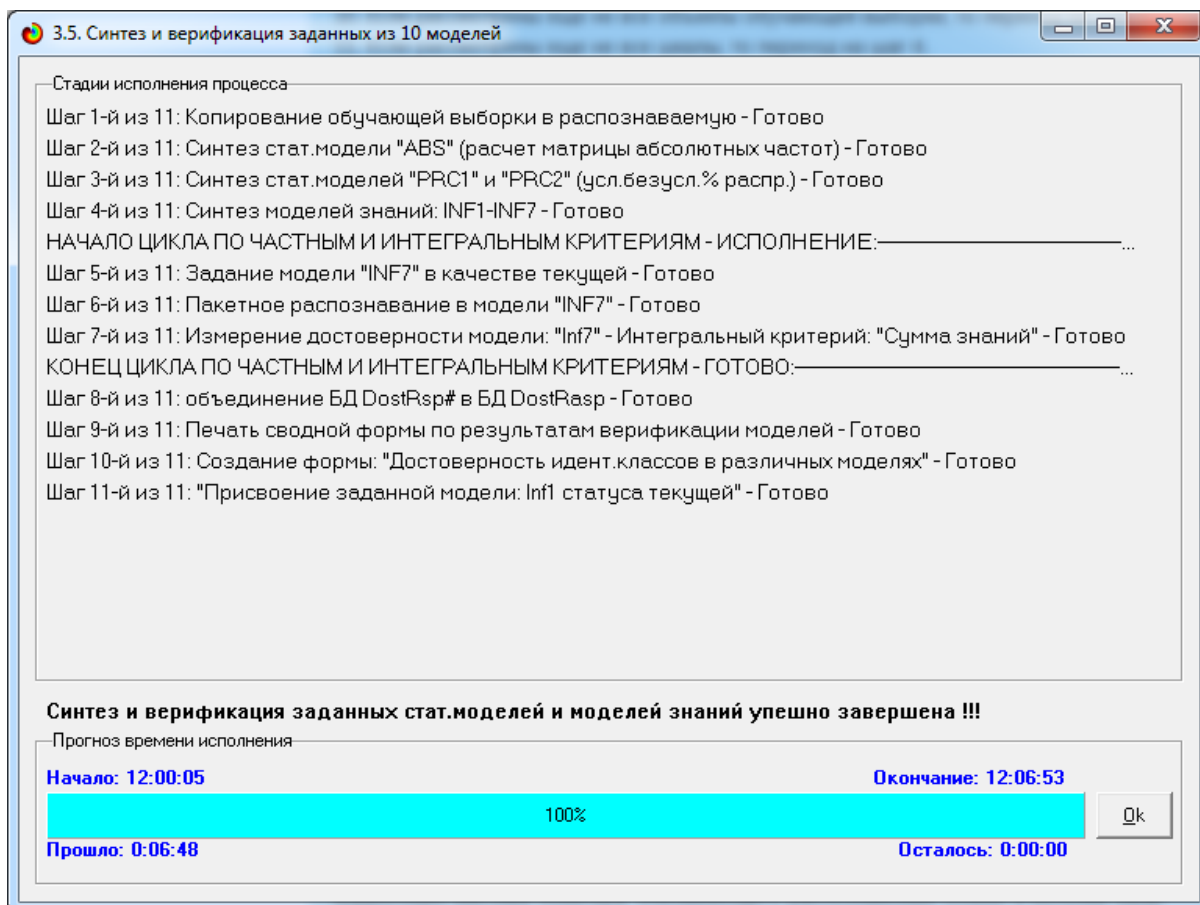 3.5. Синтез и верификация заданных из 10 моделей
Стадии исполнения процесса
Шаг 1-й из 11: Копирование обучающей выборки в распознаваемую - Готово
Шаг 2-й из 11: Синтез стат.модели "ABS" (расчет матрицы абсолютных частот) - Готово
Шаг 3-й из 11: Синтез стат.моделей "PRC1" и "PRC2" (усл.безусл.% распр.) - Готово
Шаг 4-й из 11: Синтез моделей знаний: INF1-INF7 - Готово
НАЧАЛО ЦИКЛА ПО ЧАСТНЫМ И ИНТЕГРАЛЬНЫМ КРИТЕРИЯМ - ИСПОЛНЕНИЕ:————————...
Шаг 5-й из 11: Задание модели "INF7" в качестве текущей - Готово
Шаг 6-й из 11: Пакетное распознавание в модели "INF7" - Готово
Шаг 7-й из 11: Измерение достоверности модели: "Inf7" - Интегральный критерий: "Сумма знаний" - Готово
КОНЕЦ ЦИКЛА ПО ЧАСТНЫМ И ИНТЕГРАЛЬНЫМ КРИТЕРИЯМ - ГОТОВО:————————...
Шаг 8-й из 11: объединение БД DostRsp# в БД DostRasp - Готово
Шаг 9-й из 11: Печать сводной формы по результатам верификации моделей - Готово
Шаг 10-й из 11: Создание формы: "Достоверность идент.классов в различных моделях" - Готово
Шаг 11-й из 11: "Присвоение заданной модели: Inf1 статуса текущей" - Готово
Синтез и верификация заданных стат.моделей и моделей знаний упешно завершена !!!
Прогноз времени исполнения
Начало: 12:00:05 Окончание: 12:06:53
100% Ok
Прошло: 0:06:48 Осталось: 0:00:00